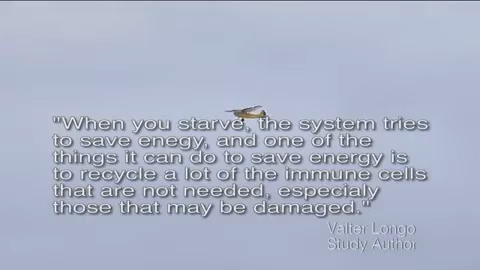 "When you starve, the system tries
to save enegy, and one of the
things it can do to save energy is
to recycle a lot of the immune cells
that are not needed, especialy
those that may be damaged."
Valter Longo
Study Author